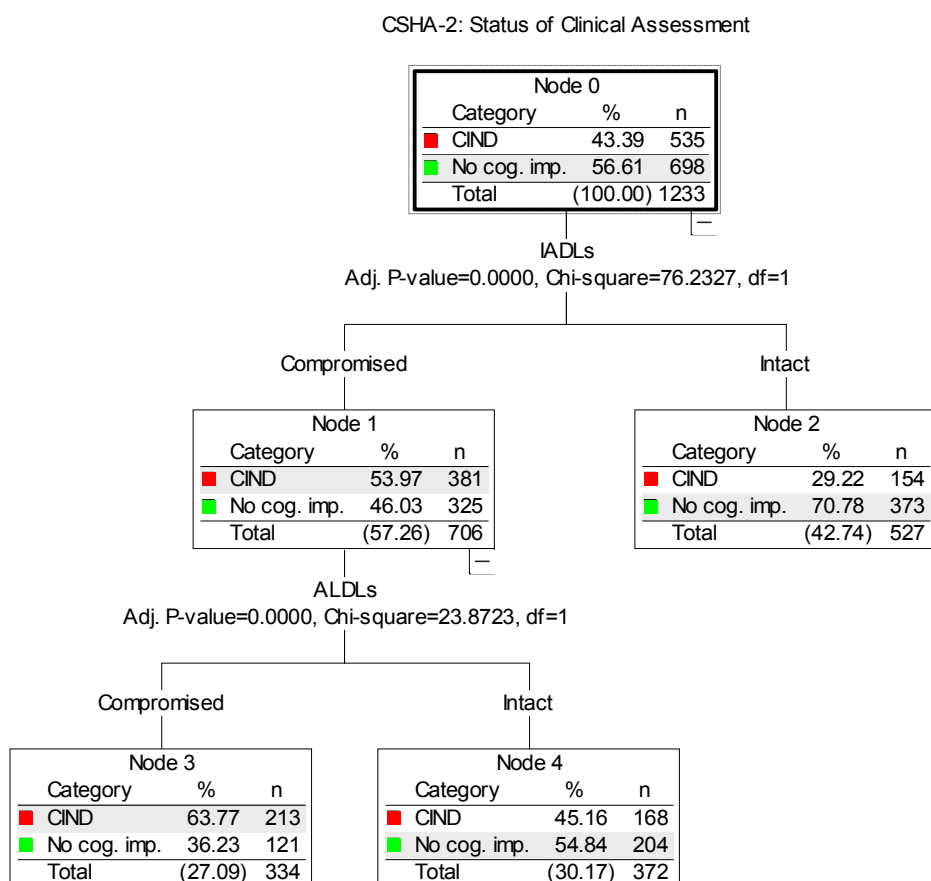 CSHA-2: Status of Clinical Assessment
Node 0
Category % n
CIND 43.39 535
No cog. imp. 56.61 698
Total (100.00) 1233
IADLs
Adj. P-value=0.0000, Chi-square=76.2327, df=1
Compromised
Intact
Node 1
Category % n
CIND 53.97 381
No cog. imp. 46.03 325
Total (57.26) 706
Node 2
Category % n
CIND 29.22 154
No cog. imp. 70.78 373
Total (42.74) 527
ALDLs
Adj. P-value=0.0000, Chi-square=23.8723, df=1
Compromised
Intact
Node 3
Category % n
CIND 63.77 213
No cog. imp. 36.23 121
Total (27.09) 334
Node 4
Category % n
CIND 45.16 168
No cog. imp. 54.84 204
Total (30.17) 372